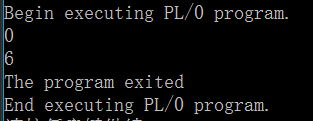 Begin executing PL/0 program.
0
6
The program exited
End executing PL/0 program.